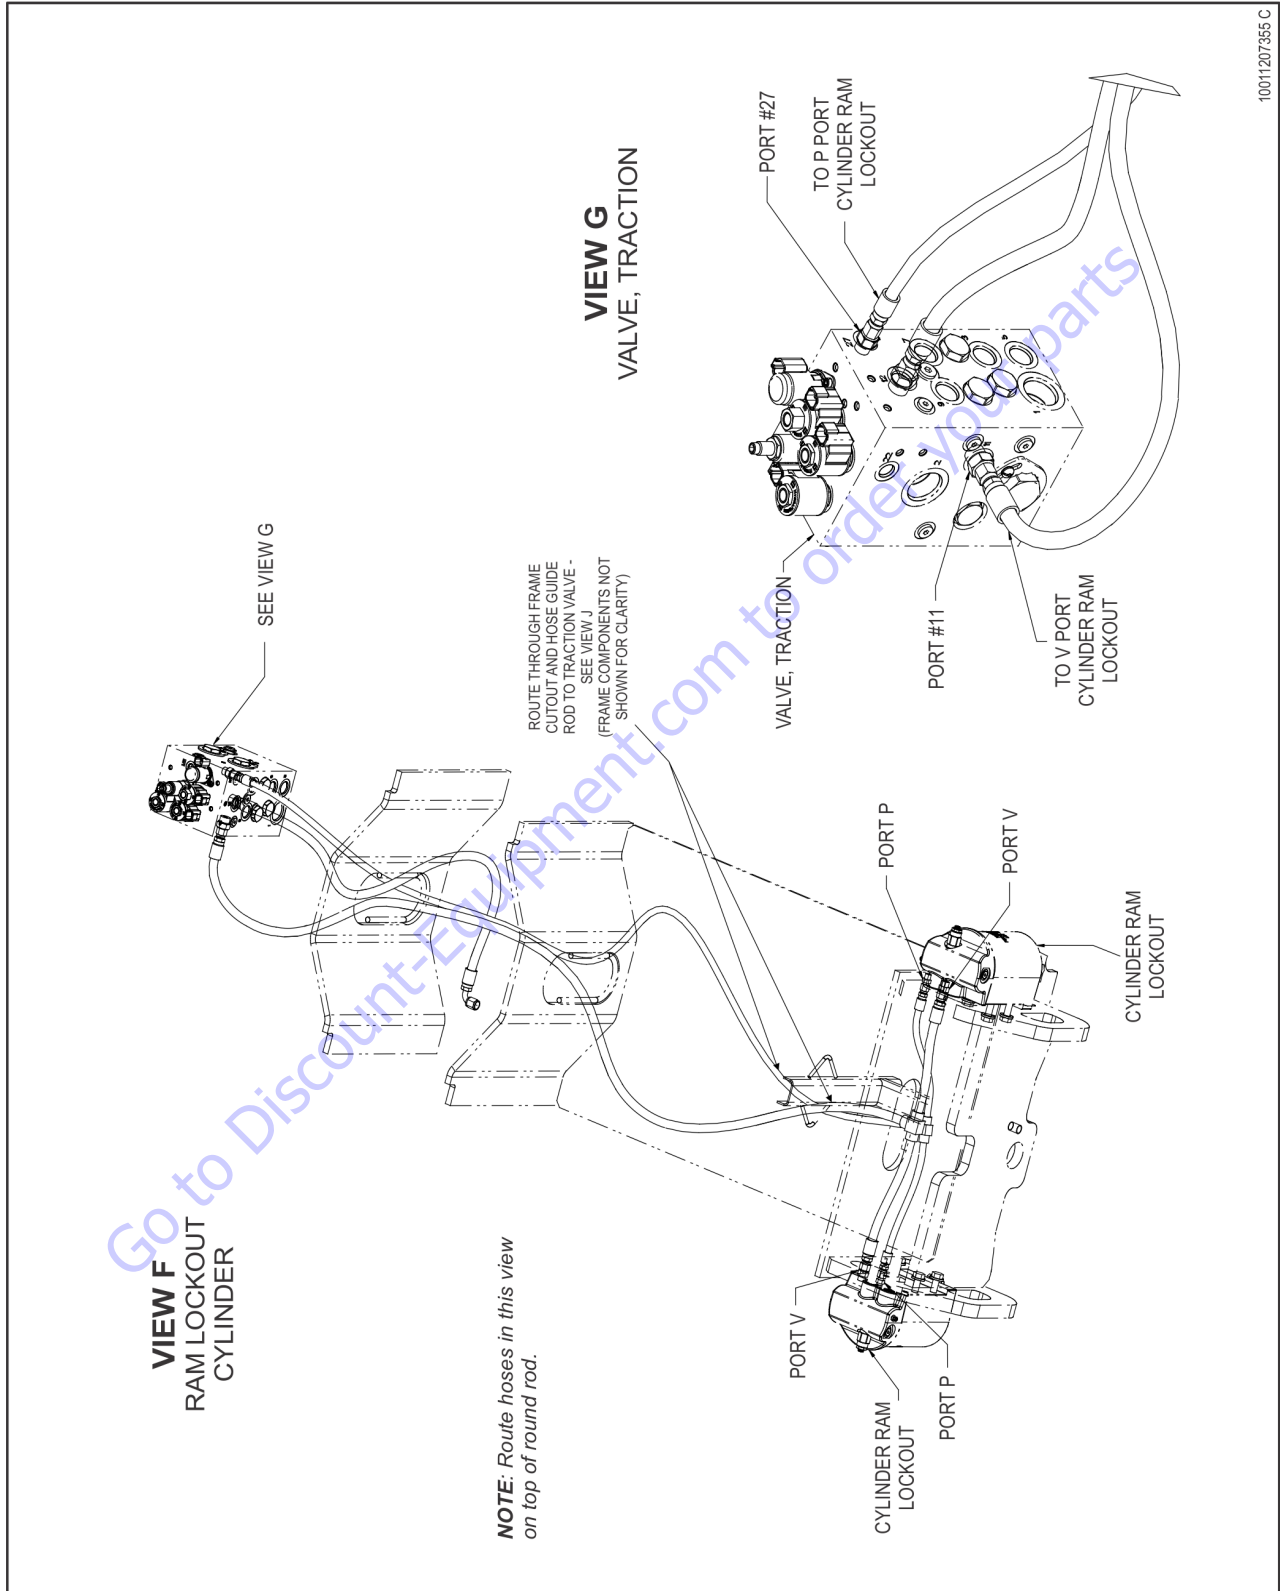 VIEW F
RAM LOCKOUT
CYLINDER
NOTE: Route hoses in this view
on top of round rod.
SEE VIEW G
ROUTE THROUGH FRAME
CUTOUT AND HOSE GUIDE
ROD TO TRACTION VALVE -
SEE VIEW J
(FRAME COMPONENTS NOT
SHOWN FOR CLARITY)
PORT V
CYLINDER RAM
LOCKOUT
PORT P
PORT P
PORT V
CYLINDER RAM
LOCKOUT
VIEW G
VALVE, TRACTION
PORT #27
TO P PORT
CYLINDER RAM
LOCKOUT
VALVE, TRACTION
PORT #11
TO V PORT
CYLINDER RAM
LOCKOUT
1001207355 C
Go to Discount-Equipment.com to order your parts